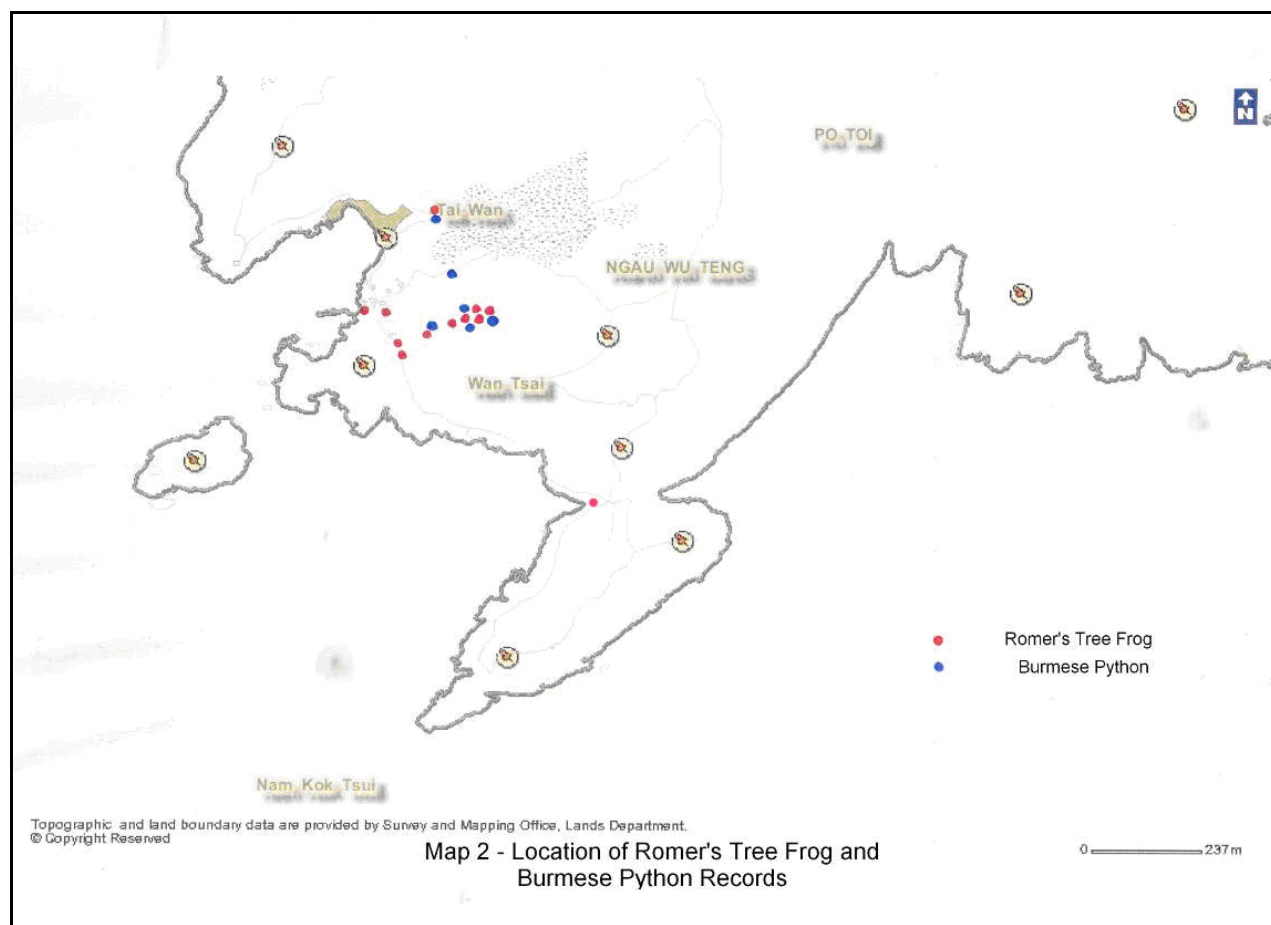 PO TOI
N
Tai Wan
NGAU WU TENG
Wan Tsai
Romer's Tree Frog
Burmese Python
Nam Kok Tsui
Topographic and land boundary data are provided by Survey and Mapping Office, Lands Department.
© Copyright Reserved
Map 2 - Location of Romer's Tree Frog and
Burmese Python Records
0 237m